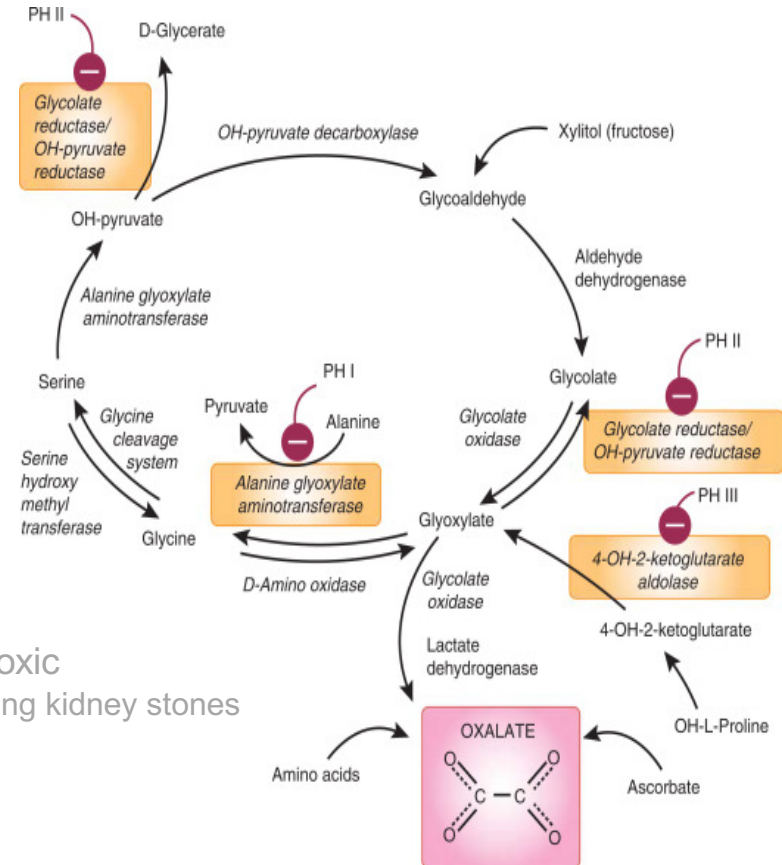 PH II
D-Glycerate
Glycolate
reductase/
OH-pyruvate
reductase
OH-pyruvate decarboxylase
Xylitol (fructose)
Glycoaldehyde
OH-pyruvate
Aldehyde
dehydrogenase
Alanine glyoxylate
aminotransferase
PH II
Serine
PH I
Glycolate
Pyruvate
Alanine
Glycine
cleavage
system
Glycolate
oxidase
Glycolate reductase/
OH-pyruvate reductase
Serine
hydroxy
methyl
transferase
Alanine glyoxylate
aminotransferase
PH III
Glycine
Glyoxylate
4-OH-2-ketoglutarate
aldolase
D-Amino oxidase
Glycolate
oxidase
4-OH-2-ketoglutarate
Lactate
dehydrogenase
oxic
ng kidney stones
OH-L-Proline
OXALATE
Amino acids
Ascorbate
O O
C – C
O O